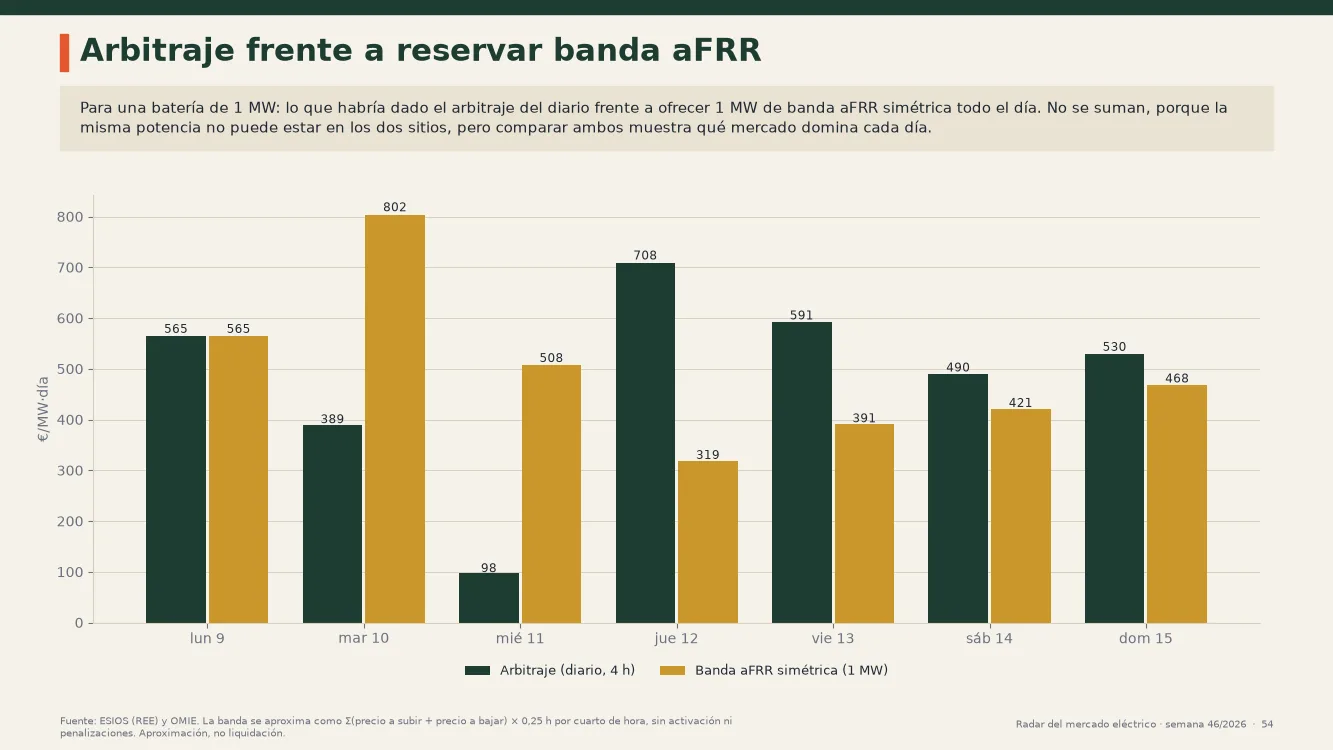 Arbitraje frente a reservar banda aFRR
Para una batería de 1 MW: lo que habría dado el arbitraje del diario frente a ofrecer 1 MW de banda aFRR simétrica todo el día. No se suman, porque la
misma potencia no puede estar en los dos sitios, pero comparar ambos muestra qué mercado domina cada día.
€/MW·día
800
700
600
500
400
300
200
100
0
565
565
389
802
98
508
708
319
591
391
490
421
530
468
lun 9
mar 10
mié 11
jue 12
vie 13
sáb 14
dom 15
Arbitraje (diario, 4 h)
Banda aFRR simétrica (1 MW)
Fuente: ESIOS (REE) y OMIE. La banda se aproxima como Σ(precio a subir + precio a bajar) × 0,25 h por cuarto de hora, sin activación ni
penalizaciones. Aproximación, no liquidación.
Radar del mercado eléctrico · semana 46/2026 · 54